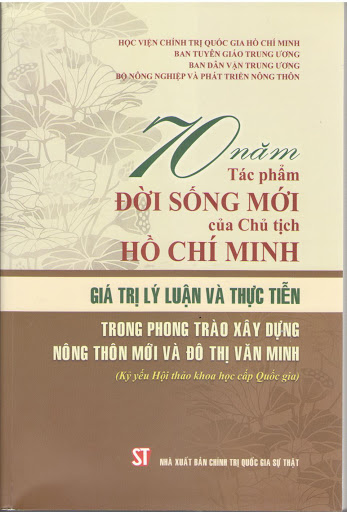 HỌC VIỆN CHÍNH TRỊ QUỐC GIA HỒ CHÍ MINH
BAN TUYÊN GIÁO TRUNG ƯƠNG
BAN DÂN VẬN TRUNG ƯƠNG
BỘ NÔNG NGHIỆP VÀ PHÁT TRIỂN NÔNG THÔN
70 năm
Tác phẩm
ĐỜI SỐNG MỚI
của Chủ tịch
HỒ CHÍ MINH
GIÁ TRỊ LÝ LUẬN VÀ THỰC TIỄN
TRONG PHONG TRÀO XÂY DỰNG
NÔNG THÔN MỚI VÀ ĐÔ THỊ VĂN MINH
(Kỷ yếu Hội thảo khoa học cấp Quốc gia)
ST NHÀ XUẤT BẢN CHÍNH TRỊ QUỐC GIA SỰ THẬT